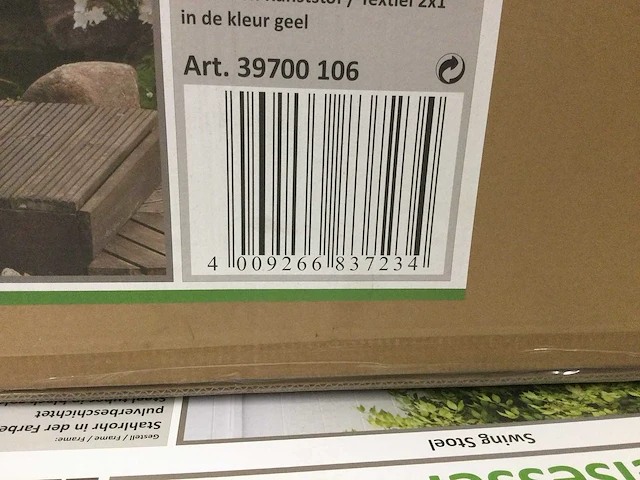 Kunststof / Textiel 2x1
in de kleur geel
Art. 39700 106
4 009266 837234
Gestell / Frame / Frame:
Stahlrohr in der Farbe
pulverbeschichtet
Swing Stoel